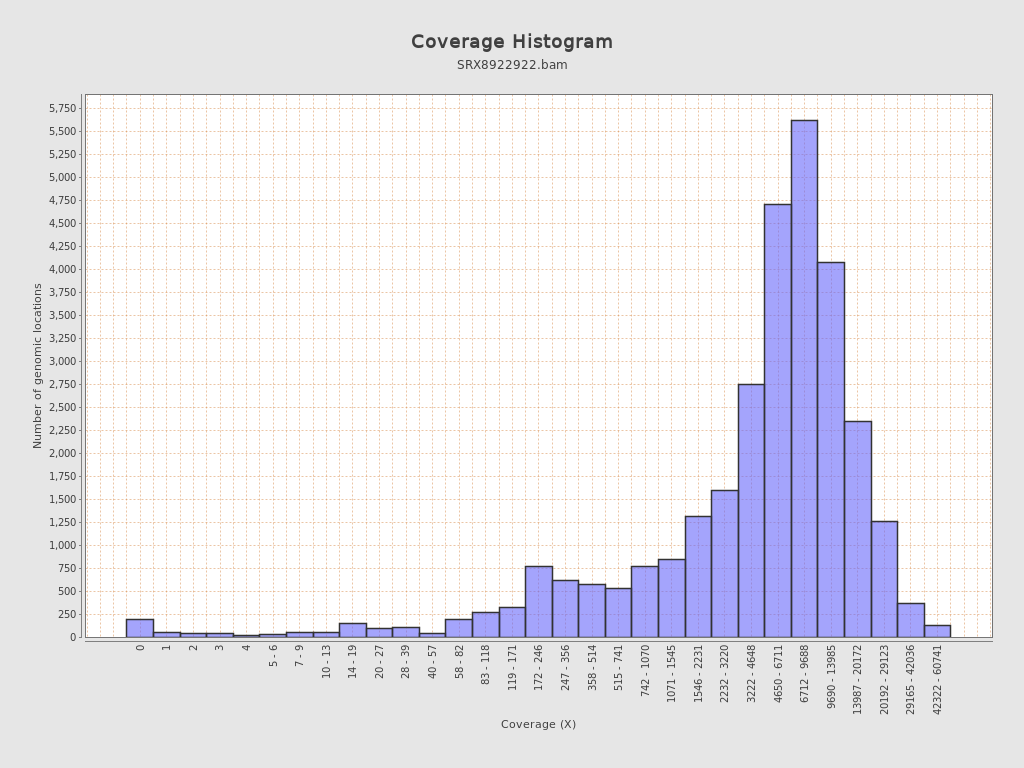 Coverage Histogram
SRX8922922.bam
Number of genomic locations
5,750
5,500
5,250
5,000
4,750
4,500
4,250
4,000
3,750
3,500
3,250
3,000
2,750
2,500
2,250
2,000
1,750
1,500
1,250
1,000
750
500
250
0
0
1
2
3
4
5 - 6
7 - 9
10 - 13
14 - 19
20 - 27
28 - 39
40 - 57
58 - 82
83 - 118
119 - 171
172 - 246
247 - 356
358 - 514
515 - 741
742 - 1070
1071 - 1545
1546 - 2231
2232 - 3220
3222 - 4648
4650 - 6711
6712 - 9688
9690 - 13985
13987 - 20172
20192 - 29123
29165 - 42036
42322 - 60741
Coverage (X)